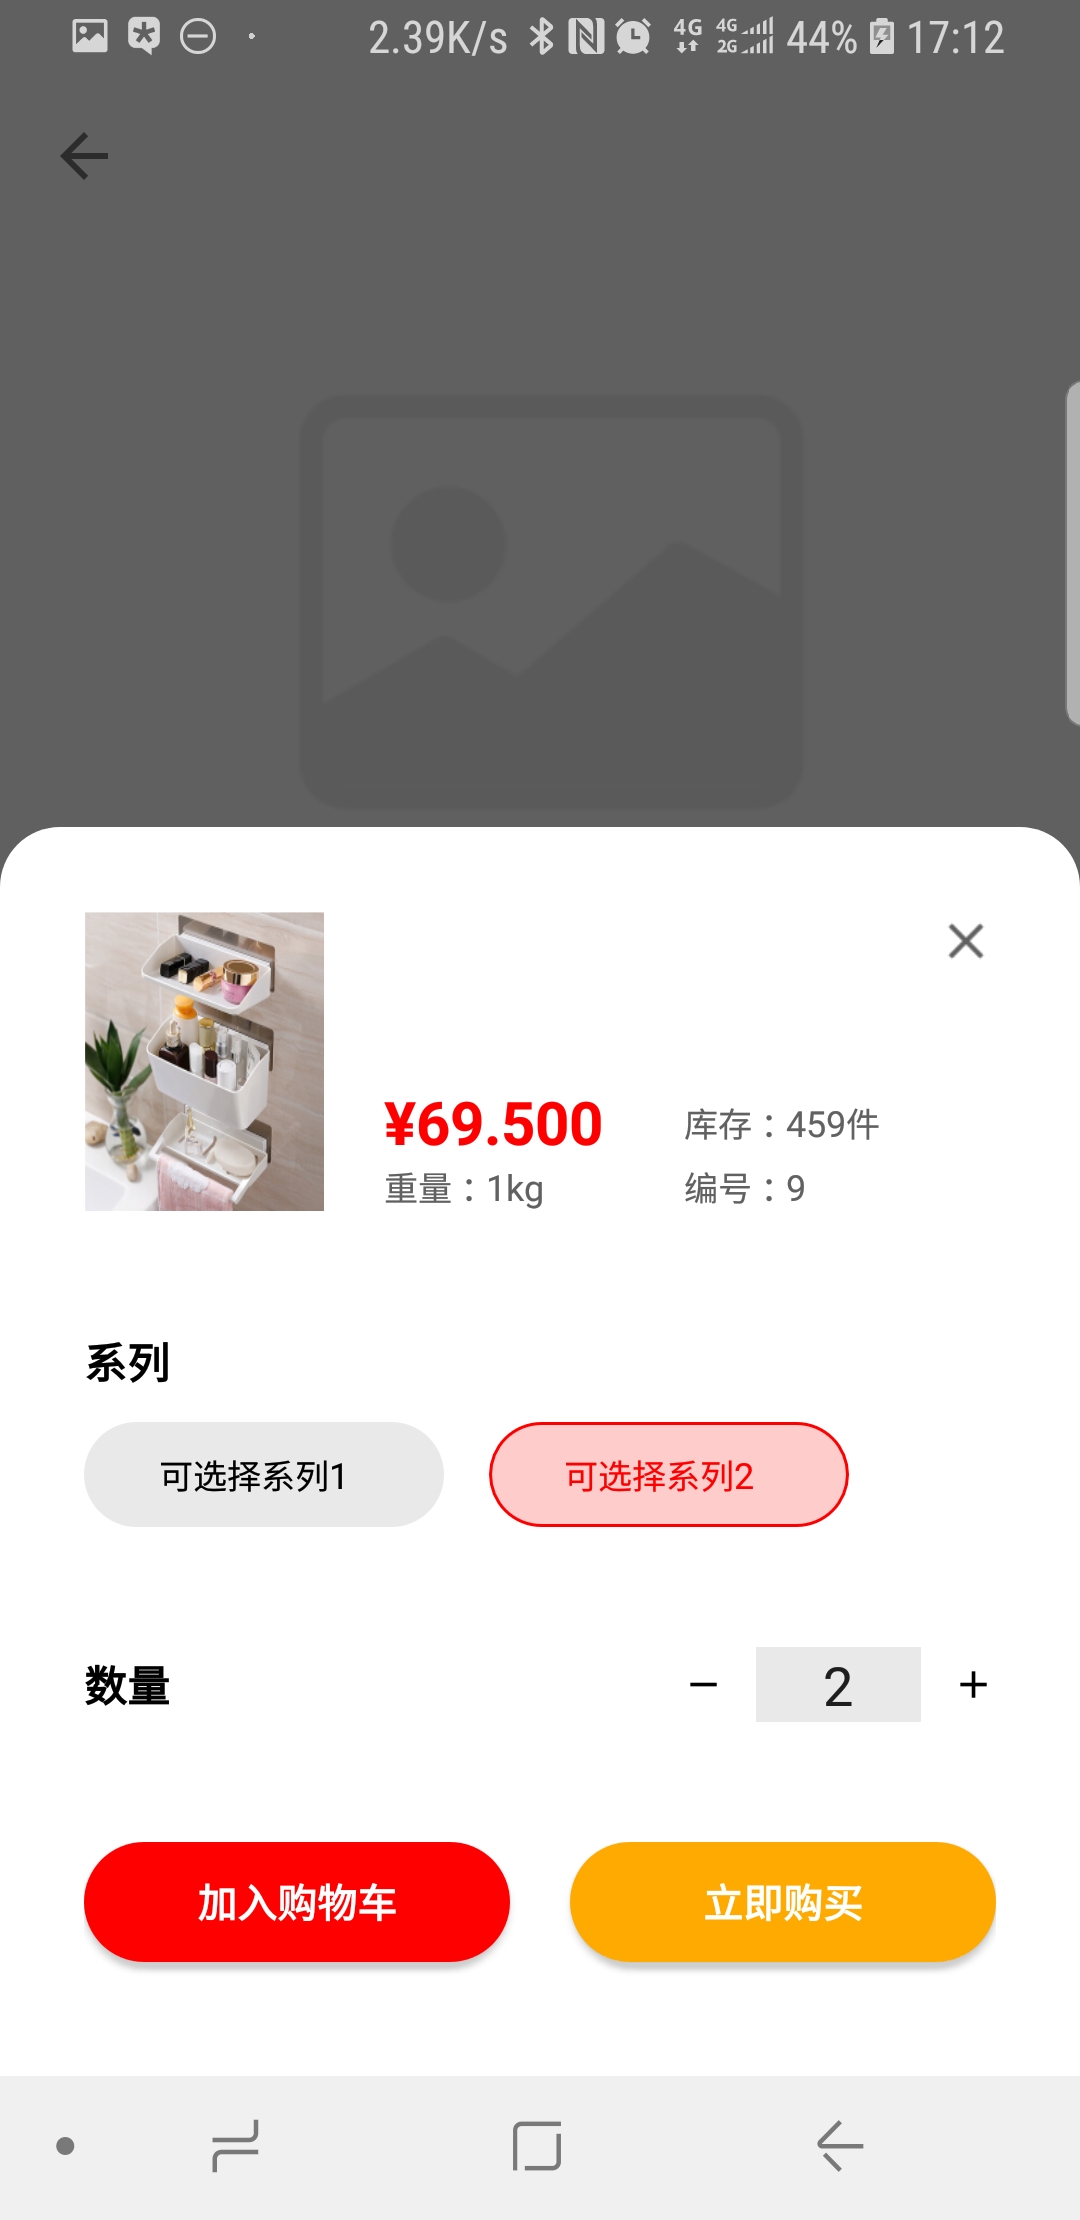 2.39K/s 4G 4G 2G 44% 17:12
¥69.500 库存：459件
重量：1kg 编号：9
系列
可选择系列1 可选择系列2
数量 － 2 +
加入购物车 立即购买